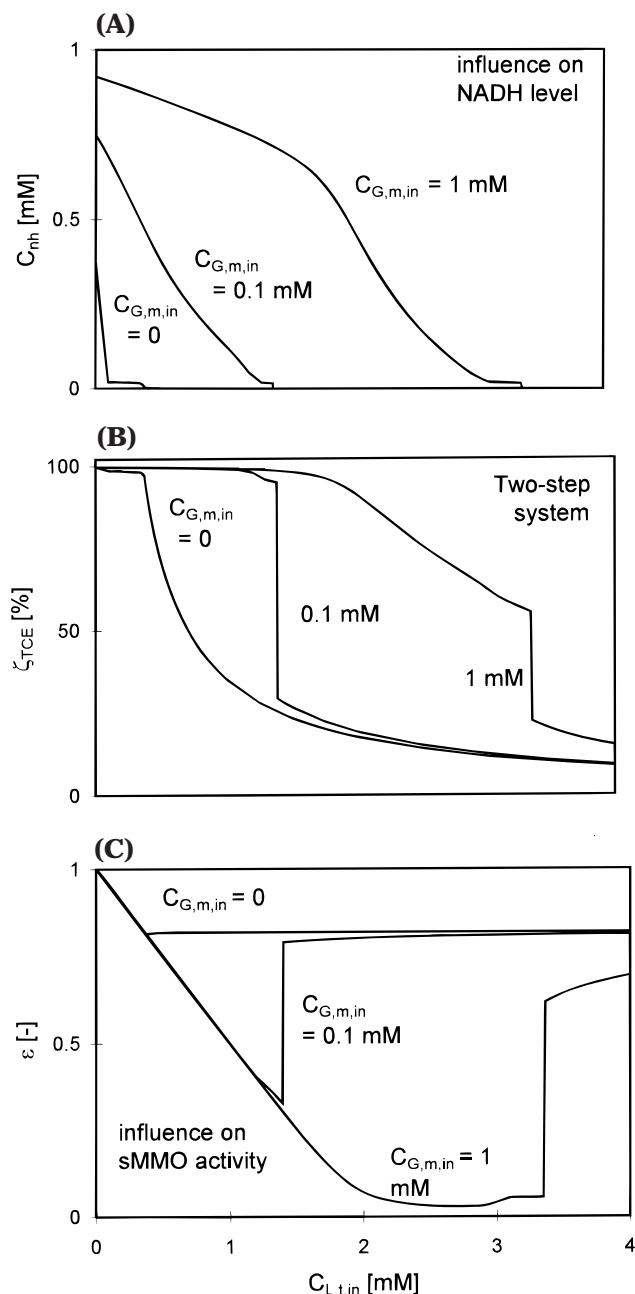 (A)
1
influence on
NADH level
C_G,m,in = 1 mM
0.5
C_nh [mM]
C_G,m,in
= 0.1 mM
C_G,m,in
= 0
0
(B)
100
Two-step
system
C_G,m,in
= 0
ζ_TCE [%]
50
0.1 mM
1 mM
0
(C)
1
C_G,m,in = 0
C_G,m,in
= 0.1 mM
ε [-]
0.5
influence on
sMMO activity
C_G,m,in = 1
mM
0
0 1 2 3 4
C_L,t,in [mM]